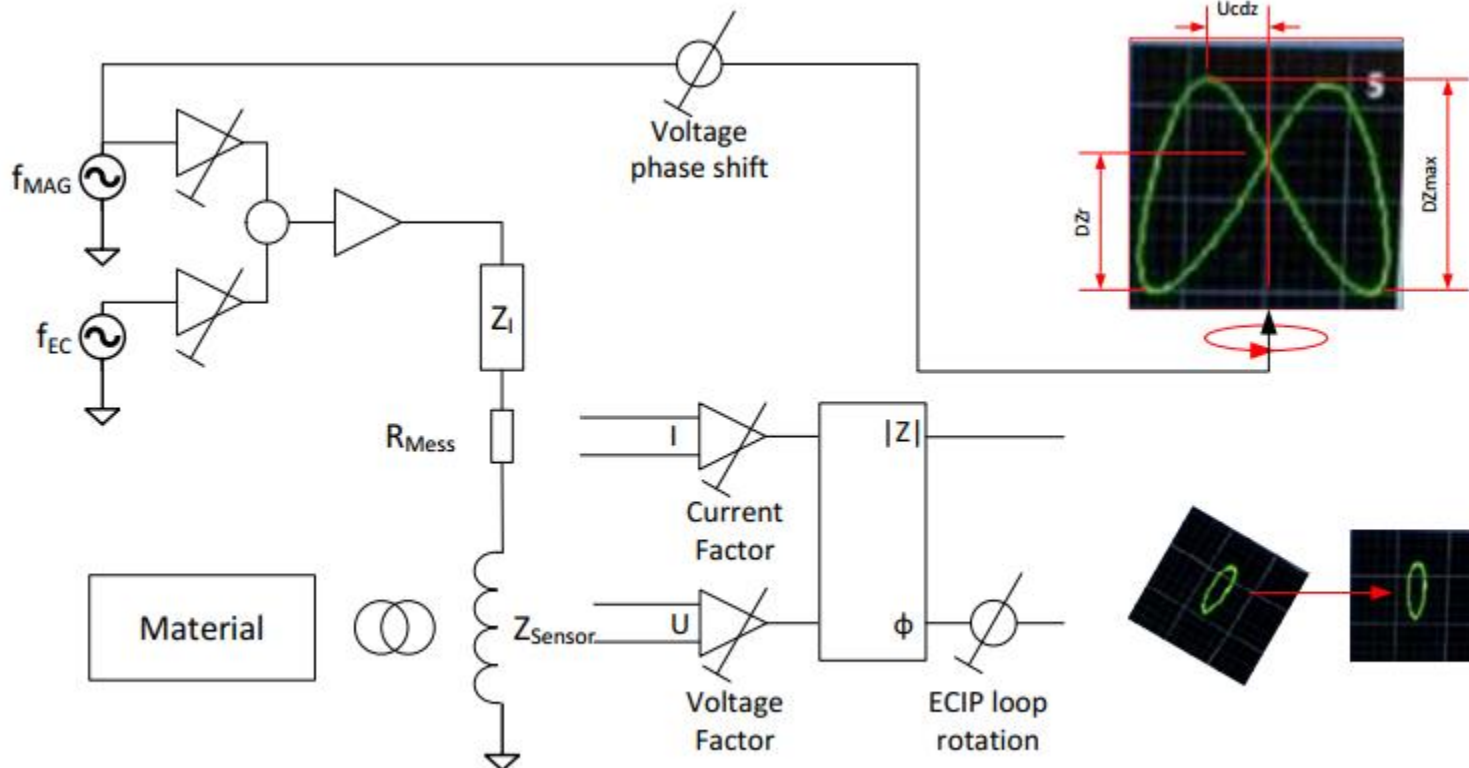 Ucdz
S
Voltage
phase shift
DZr
DZmax
fMAG
fEC
ZI
RMess
I
|Z|
Current
Factor
Material
ZSensor
U
ϕ
Voltage
Factor
ECIP loop
rotation